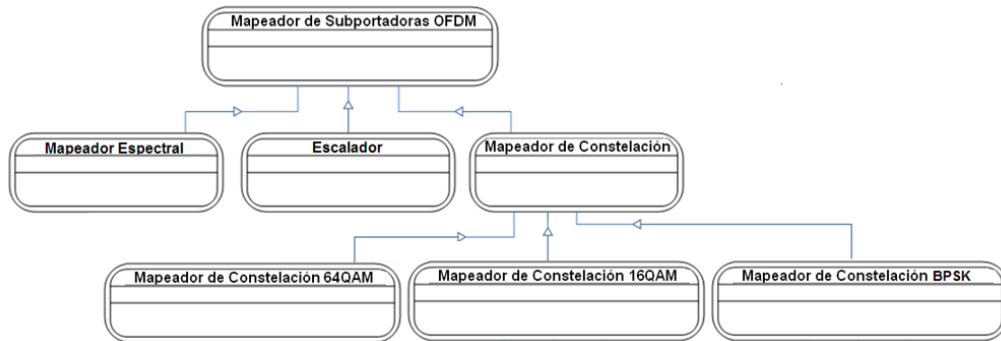 Mapeador de Subportadoras OFDM
Mapeador Espectral
Escalador
Mapeador de Constelación
Mapeador de Constelación 64QAM
Mapeador de Constelación 16QAM
Mapeador de Constelación BPSK